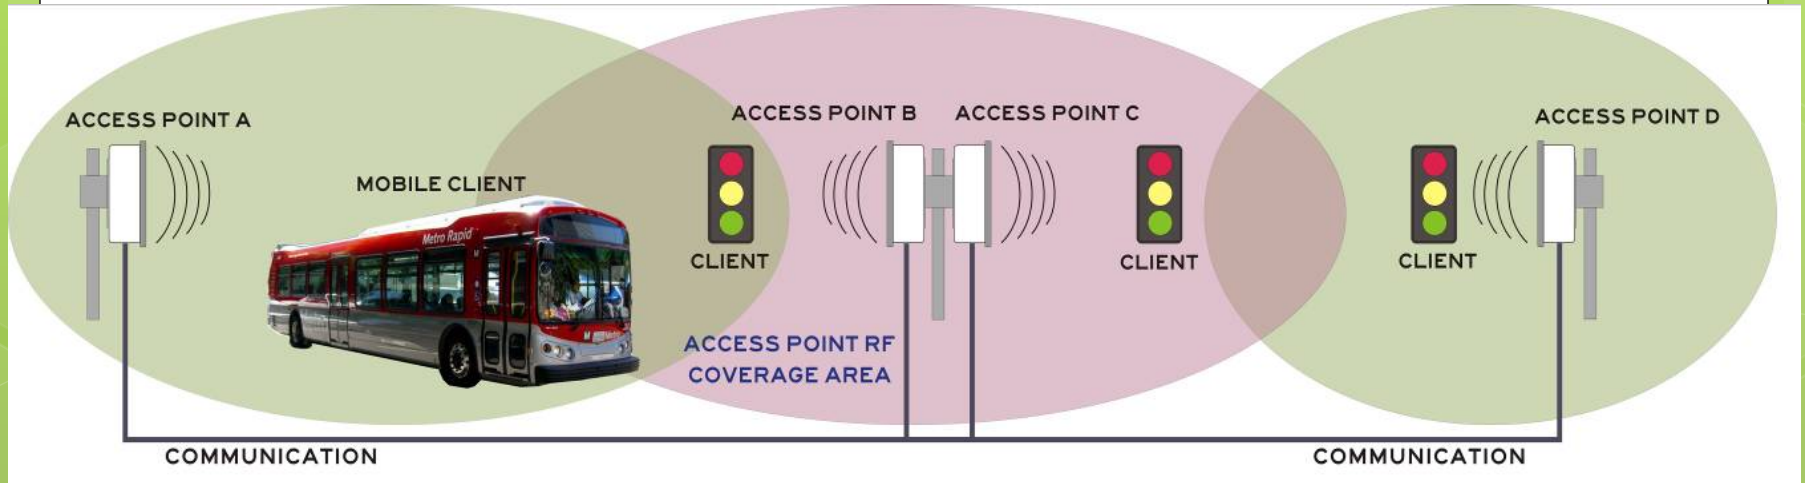 ACCESS POINT A
ACCESS POINT B
ACCESS POINT C
ACCESS POINT D
MOBILE CLIENT
Metro Rapid
CLIENT
CLIENT
CLIENT
ACCESS POINT RF
COVERAGE AREA
COMMUNICATION
COMMUNICATION